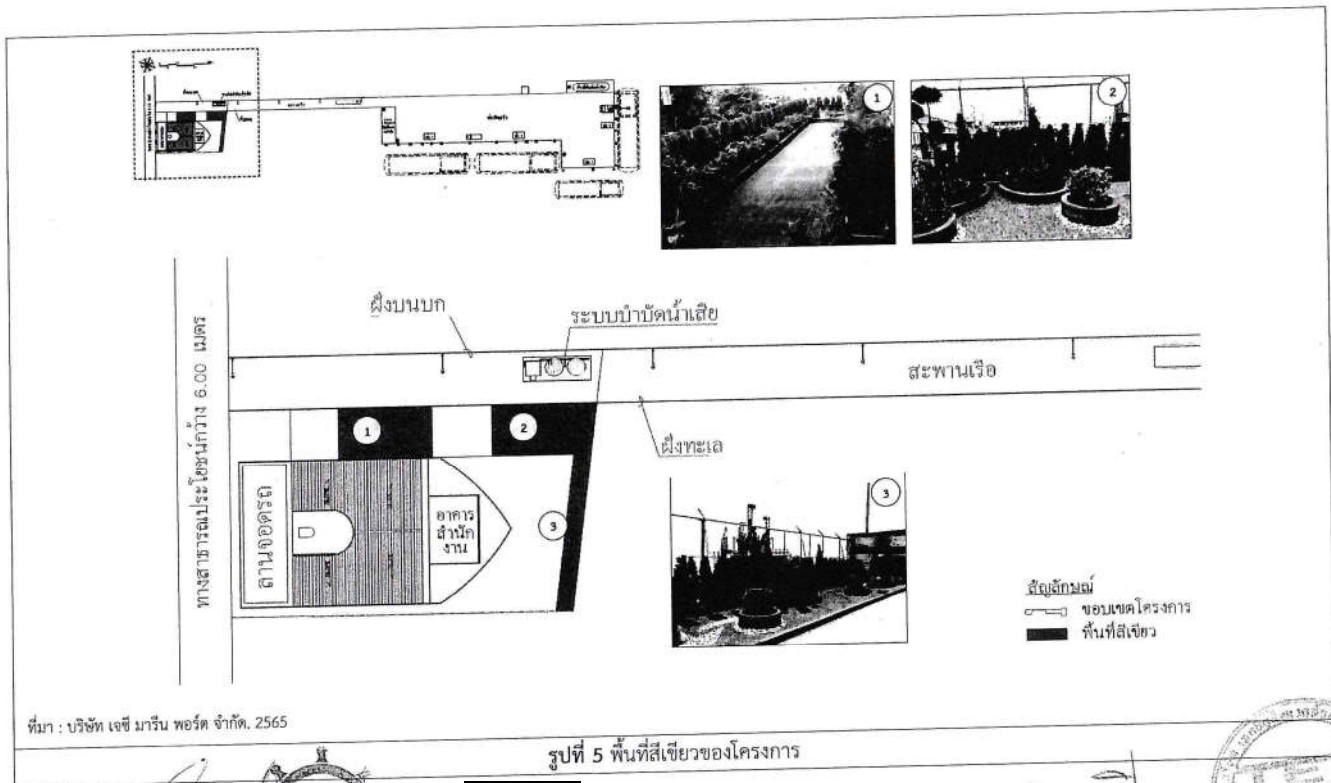 1
2
ฝั่งบนบก
ระบบบำบัดน้ำเสีย
ทางสาธารณประโยชน์กว้าง 6.00 เมตร
สะพานเรือ
1
2
ฝั่งทะเล
ลานจอดรถ
อาคาร
สำนัก
งาน
3
3
สัญลักษณ์
ขอบเขตโครงการ
พื้นที่สีเขียว
ที่มา : บริษัท เจซี มารีน พอร์ต จำกัด, 2565
รูปที่ 5 พื้นที่สีเขียวของโครงการ